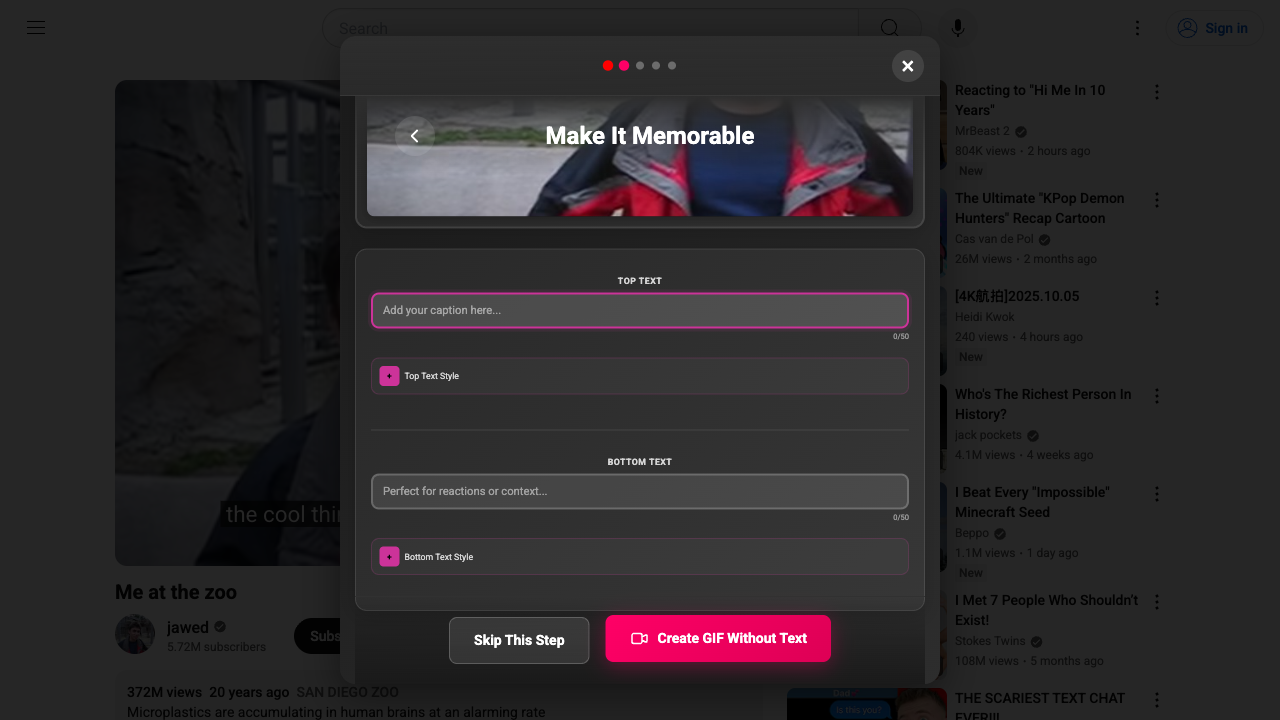 Search
Sign in
Make It Memorable
TOP TEXT
Add your caption here...
0/50
Top Text Style
BOTTOM TEXT
Perfect for reactions or context...
0/50
Bottom Text Style
Skip This Step
Create GIF Without Text
the cool thin
Me at the zoo
jawed
5.72M subscribers
Subs
372M views 20 years ago SAN DIEGO ZOO
Microplastics are accumulating in human brains at an alarming rate
Reacting to "Hi Me In 10
Years"
MrBeast 2
804K views • 2 hours ago
New
The Ultimate "KPop Demon
Hunters" Recap Cartoon
Cas van de Pol
26M views • 2 months ago
[4K航拍]2025.10.05
Heidi Kwok
240 views • 4 hours ago
New
Who's The Richest Person In
History?
jack pockets
4.1M views • 4 weeks ago
I Beat Every "Impossible"
Minecraft Seed
Beppo
1.1M views • 1 day ago
New
I Met 7 People Who Shouldn't
Exist!
Stokes Twins
108M views • 5 months ago
Dad
is this you?
THE SCARIEST TEXT CHAT
EVER!!!